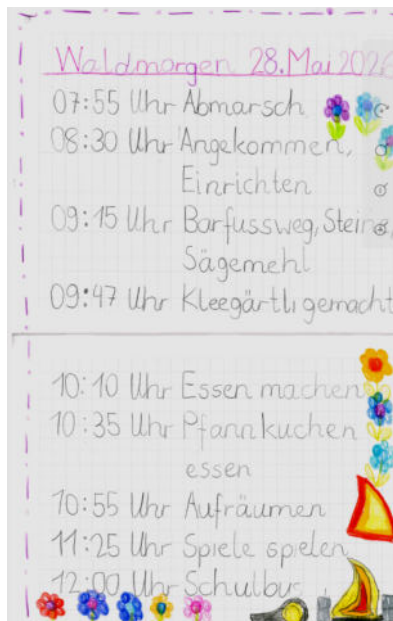 Waldmorgen 28. Mai 2026
07:55 Uhr Abmarsch
08:30 Uhr Angekommen,
Einrichten
09:15 Uhr Barfussweg, Steine,
Sägemehl
09:47 Uhr Kleegärtli gemacht
10:10 Uhr Essen machen
10:35 Uhr Pfannkuchen
essen
10:55 Uhr Aufräumen
11:25 Uhr Spiele spielen
12:00 Uhr Schulbus